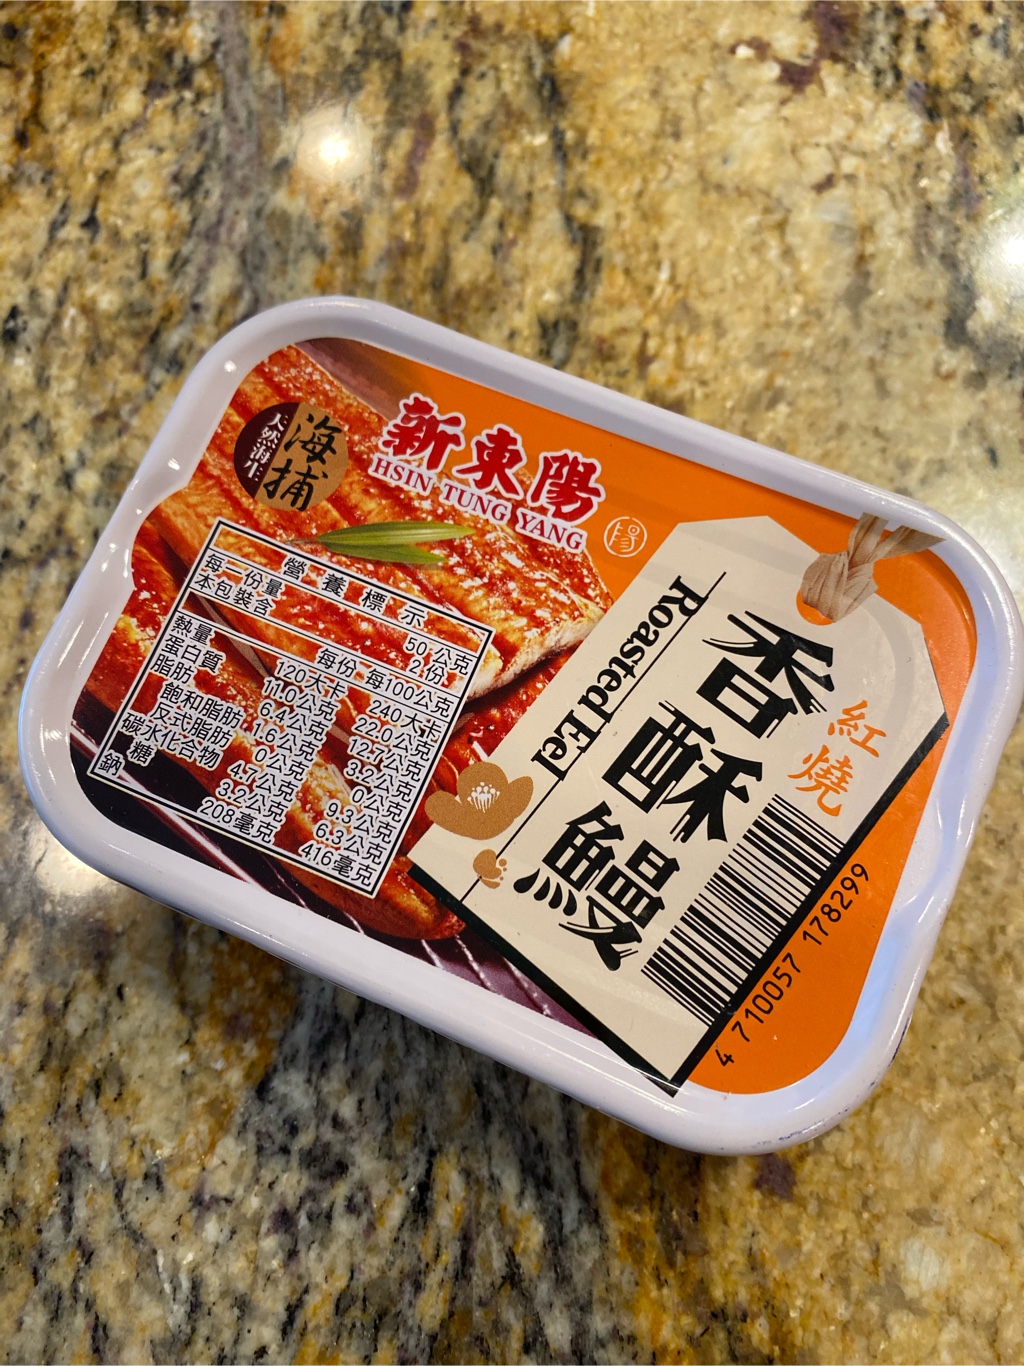 海捕
天然海生
新東陽
HSIN TUNG YANG
陽
營養標示
每一份量 50公克
本包裝含 2份
每份 每100公克
熱量 120大卡 240大卡
蛋白質 11.0公克 22.0公克
脂肪 6.4公克 12.7公克
飽和脂肪 1.6公克 3.2公克
反式脂肪 0公克 0公克
碳水化合物 4.7公克 9.3公克
糖 3.2公克 6.3公克
鈉 208毫克 416毫克
Roasted Eel
香酥鰻
紅燒
4 710057 178299